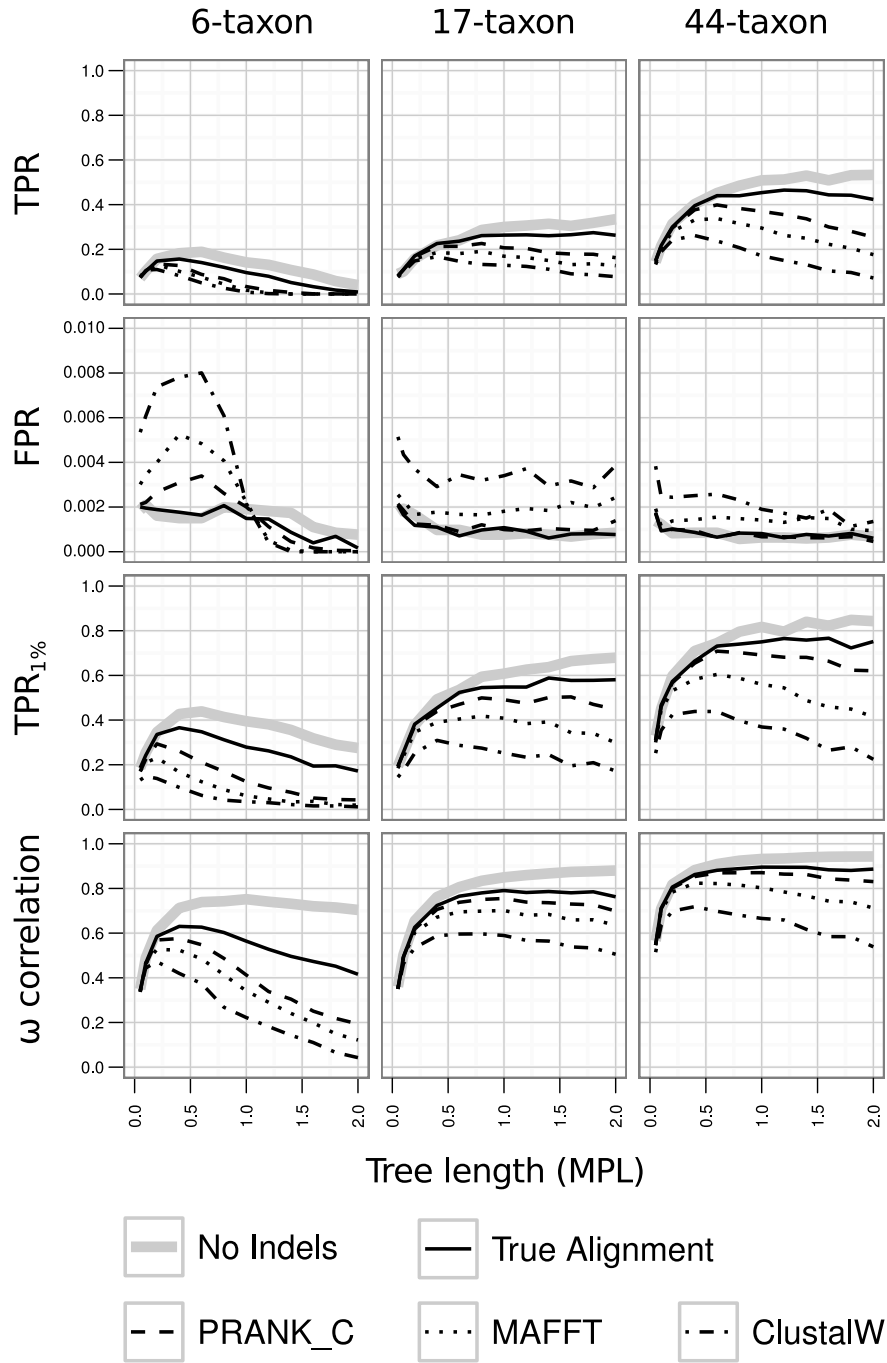 6-taxon 17-taxon 44-taxon
TPR
1.0
0.8
0.6
0.4
0.2
0.0
FPR
0.010
0.008
0.006
0.004
0.002
0.000
TPR1%
1.0
0.8
0.6
0.4
0.2
0.0
ω correlation
1.0
0.8
0.6
0.4
0.2
0.0
0.0 0.5 1.0 1.5 2.0 0.0 0.5 1.0 1.5 2.0 0.0 0.5 1.0 1.5 2.0
Tree length (MPL)
No Indels True Alignment
PRANK_C MAFFT ClustalW